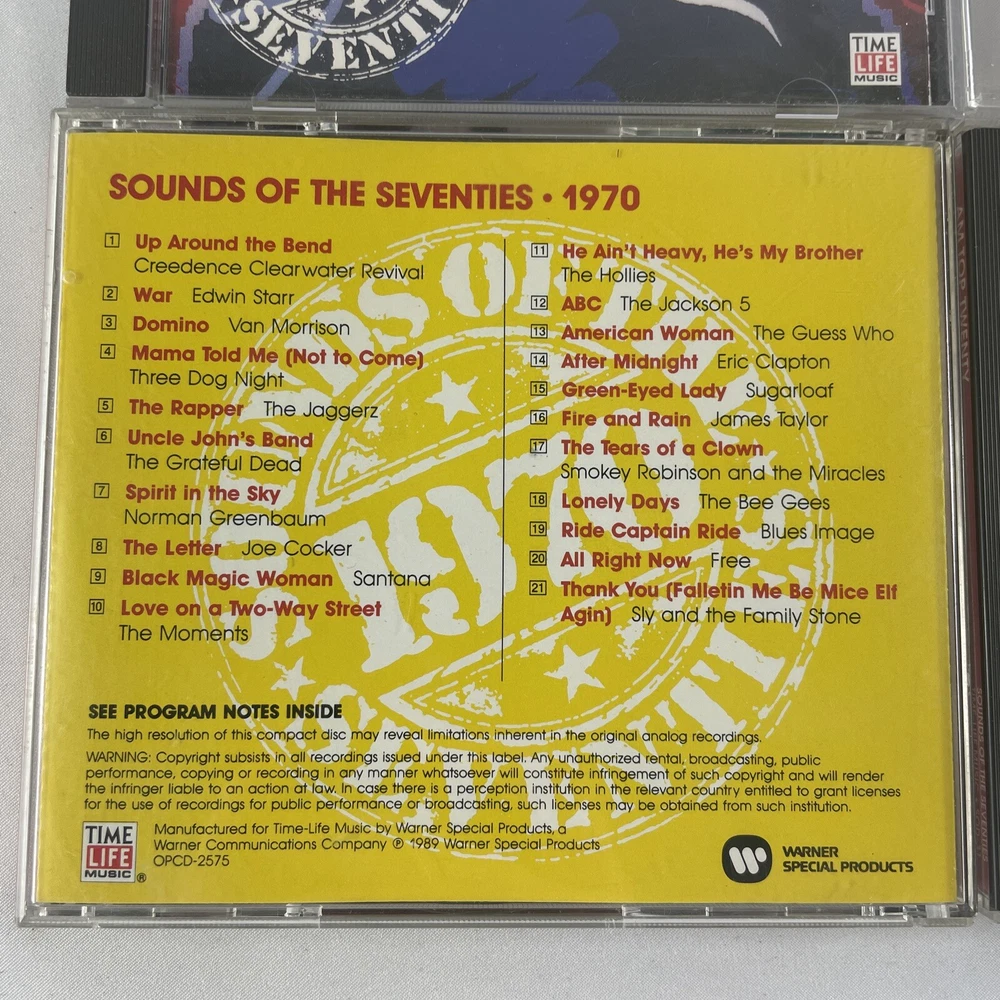 SEVENTI
TIME
LIFE
MUSIC
SOUNDS OF THE SEVENTIES • 1970
1 Up Around the Bend
Creedence Clearwater Revival
2 War Edwin Starr
3 Domino Van Morrison
4 Mama Told Me (Not to Come)
Three Dog Night
5 The Rapper The Jaggerz
6 Uncle John's Band
The Grateful Dead
7 Spirit in the Sky
Norman Greenbaum
8 The Letter Joe Cocker
9 Black Magic Woman Santana
10 Love on a Two-Way Street
The Moments
11 He Ain't Heavy, He's My Brother
The Hollies
12 ABC The Jackson 5
13 American Woman The Guess Who
14 After Midnight Eric Clapton
15 Green-Eyed Lady Sugarloaf
16 Fire and Rain James Taylor
17 The Tears of a Clown
Smokey Robinson and the Miracles
18 Lonely Days The Bee Gees
19 Ride Captain Ride Blues Image
20 All Right Now Free
21 Thank You (Falletin Me Be Mice Elf
Agin) Sly and the Family Stone
SOUNDS OF THE
1970
SEVENTIES
SEE PROGRAM NOTES INSIDE
The high resolution of this compact disc may reveal limitations inherent in the original analog recordings.
WARNING: Copyright subsists in all recordings issued under this label. Any unauthorized rental, broadcasting, public
performance, copying or recording in any manner whatsoever will constitute infringement of such copyright and will render
the infringer liable to an action at law. In case there is a perception institution in the relevant country entitled to grant licenses
for the use of recordings for public performance or broadcasting, such licenses may be obtained from such institution.
TIME
LIFE
MUSIC ®
Manufactured for Time-Life Music by Warner Special Products, a
Warner Communications Company ℗ 1989 Warner Special Products
OPCD-2575
WARNER
SPECIAL PRODUCTS
AM TOP TWENTY
SOUNDS OF THE SEVENTIES